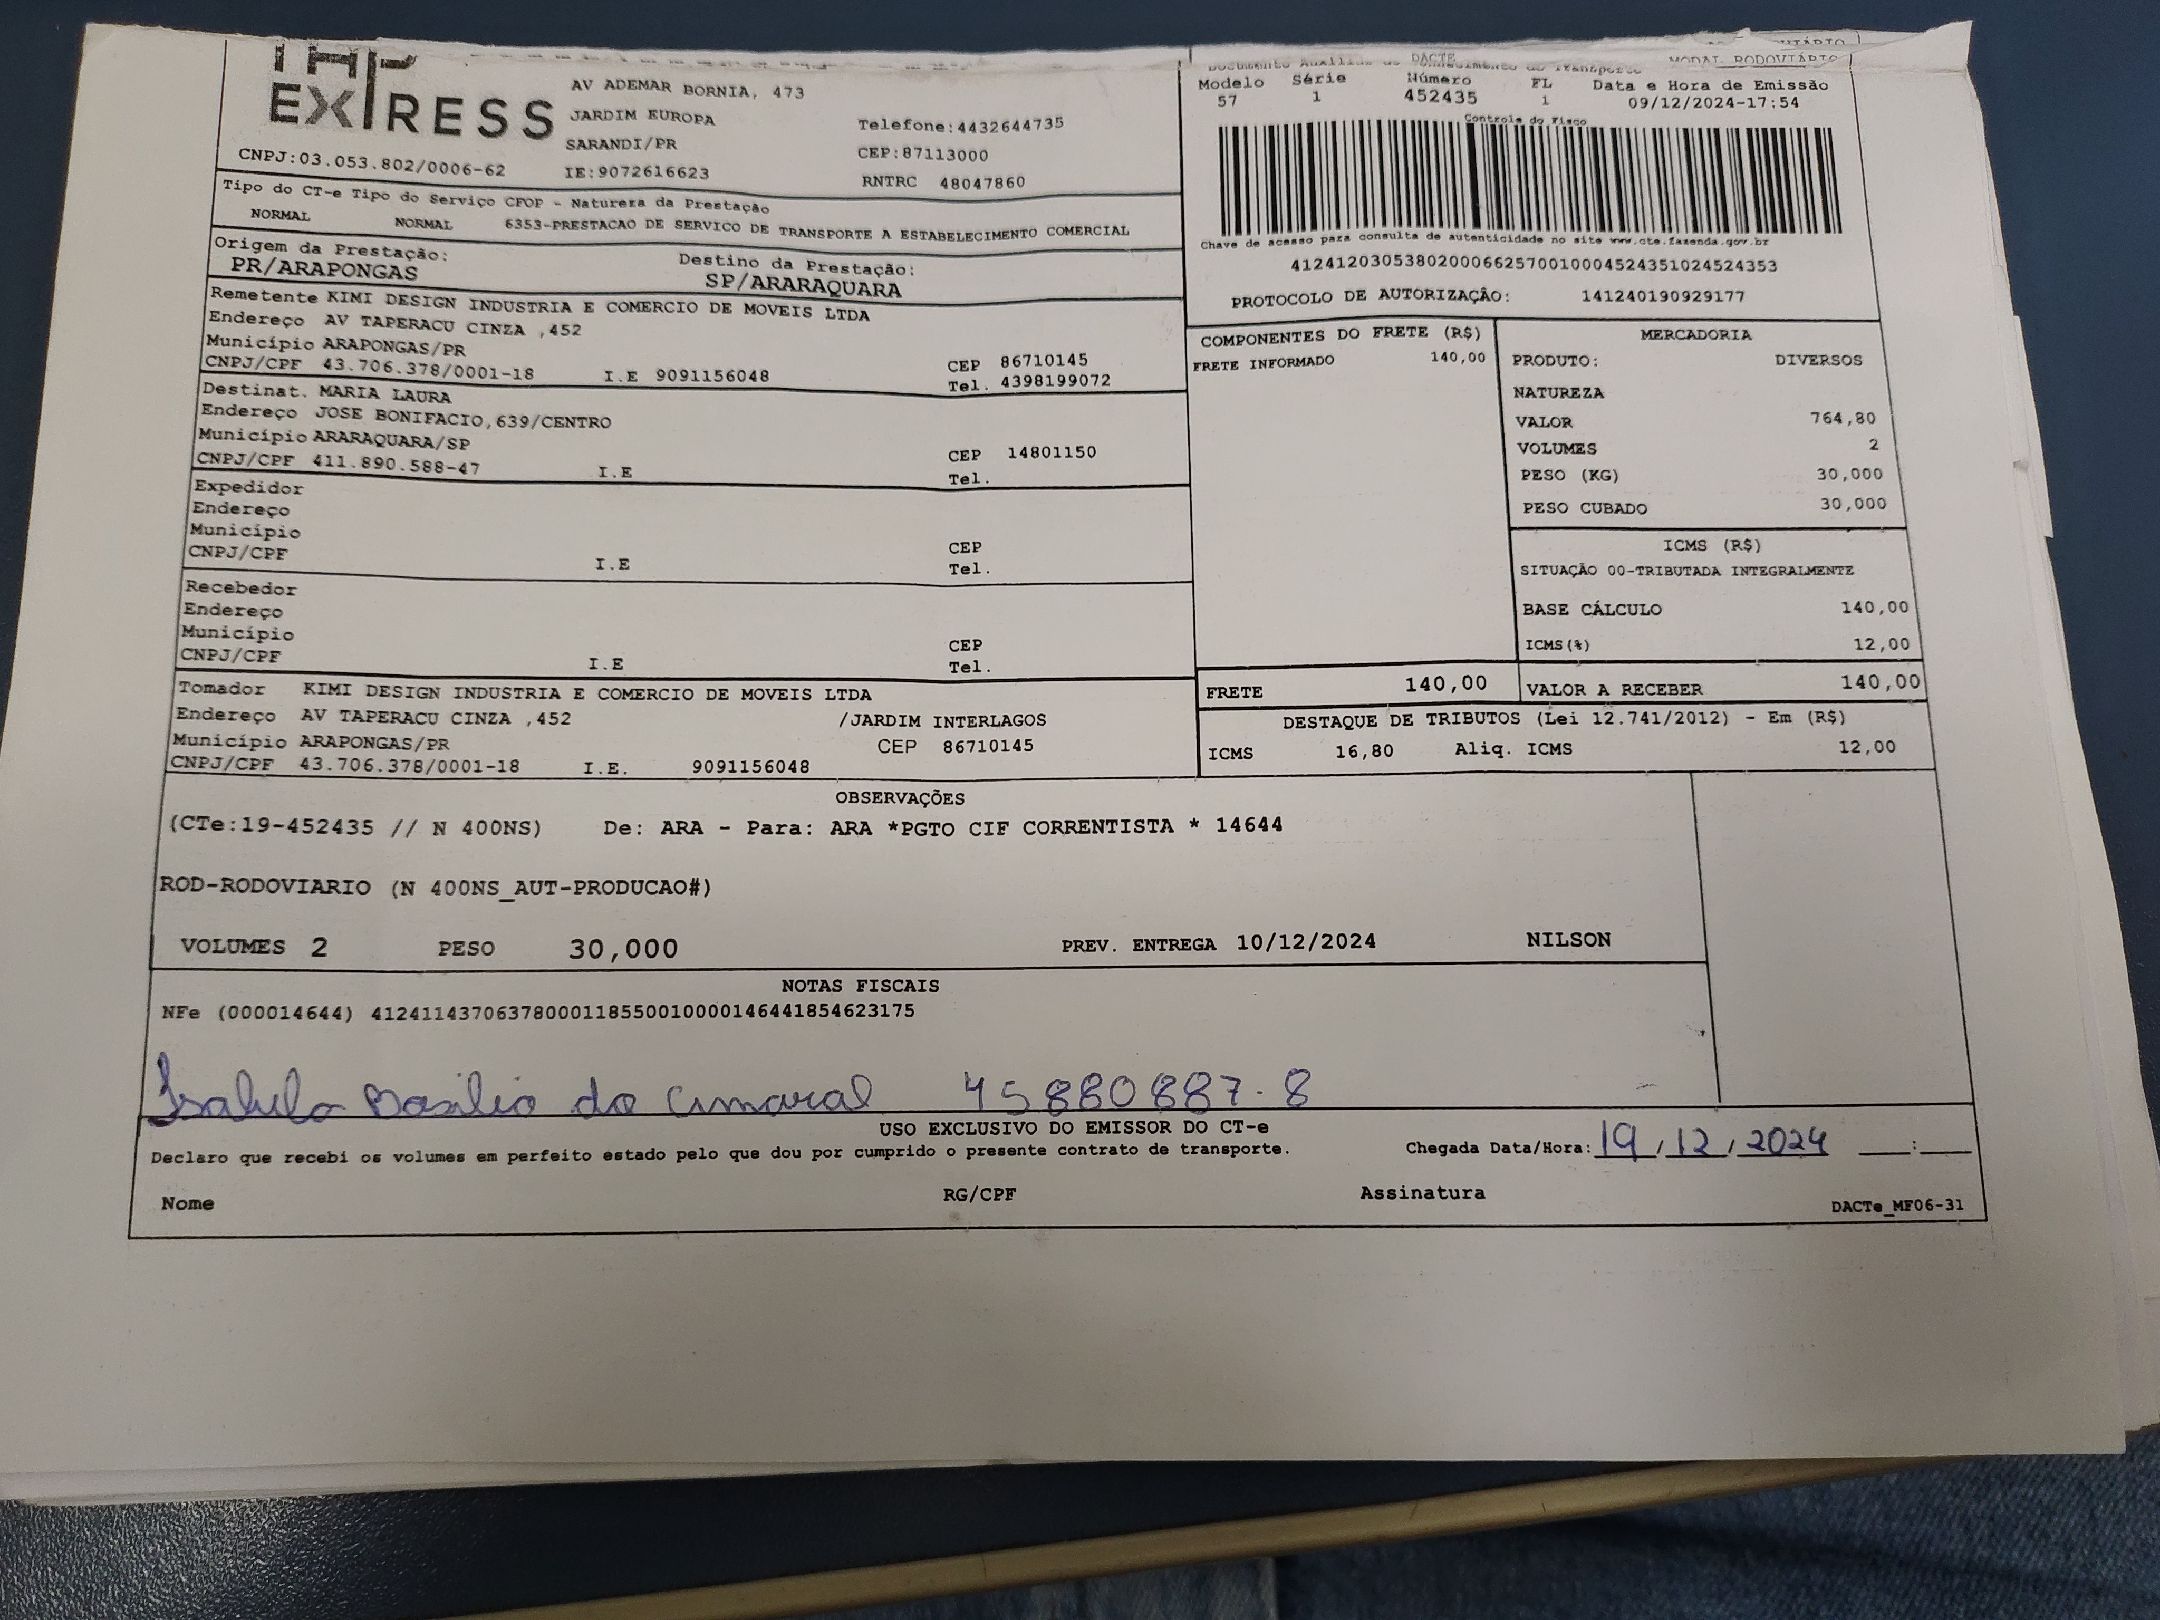 EXPRESS
AV ADEMAR BORNIA, 473
JARDIM EUROPA
SARANDI/PR
Telefone:4432644735
CEP:87113000
CNPJ:03.053.802/0006-62 IE:9072616623 RNTRC 48047860
Tipo do CT-e Tipo do Serviço CFOP - Natureza da Prestação
NORMAL NORMAL 6353-PRESTACAO DE SERVICO DE TRANSPORTE A ESTABELECIMENTO COMERCIAL
Origem da Prestação: Destino da Prestação:
PR/ARAPONGAS SP/ARARAQUARA
Remetente KIMI DESIGN INDUSTRIA E COMERCIO DE MOVEIS LTDA
Endereço AV TAPERACU CINZA ,452
Município ARAPONGAS/PR CEP 86710145
CNPJ/CPF 43.706.378/0001-18 I.E 9091156048 Tel. 4398199072
Destinat. MARIA LAURA
Endereço JOSE BONIFACIO,639/CENTRO
Município ARARAQUARA/SP CEP 14801150
CNPJ/CPF 411.890.588-47 I.E Tel.
Expedidor
Endereço
Município CEP
CNPJ/CPF I.E Tel.
Recebedor
Endereço
Município CEP
CNPJ/CPF I.E Tel.
Tomador KIMI DESIGN INDUSTRIA E COMERCIO DE MOVEIS LTDA
Endereço AV TAPERACU CINZA ,452 /JARDIM INTERLAGOS
Município ARAPONGAS/PR CEP 86710145
CNPJ/CPF 43.706.378/0001-18 I.E. 9091156048
DACTE MODAL RODOVIÁRIO
Documento Auxiliar do Conhecimento de Transporte
Modelo Série Número FL Data e Hora de Emissão
57 1 452435 1 09/12/2024-17:54
Controle do Fisco
Chave de acesso para consulta de autenticidade no site www.cte.fazenda.gov.br
41241203053802000662570010004524351024524353
PROTOCOLO DE AUTORIZAÇÃO: 141240190929177
COMPONENTES DO FRETE (R$)
FRETE INFORMADO 140,00
MERCADORIA
PRODUTO: DIVERSOS
NATUREZA
VALOR 764,80
VOLUMES 2
PESO (KG) 30,000
PESO CUBADO 30,000
ICMS (R$)
SITUAÇÃO 00-TRIBUTADA INTEGRALMENTE
BASE CÁLCULO 140,00
ICMS(%) 12,00
FRETE 140,00 VALOR A RECEBER 140,00
DESTAQUE DE TRIBUTOS (Lei 12.741/2012) - Em (R$)
ICMS 16,80 Aliq. ICMS 12,00
OBSERVAÇÕES
(CTe:19-452435 // N 400NS) De: ARA - Para: ARA *PGTO CIF CORRENTISTA * 14644
ROD-RODOVIARIO (N 400NS_AUT-PRODUCAO#)
VOLUMES 2 PESO 30,000 PREV. ENTREGA 10/12/2024 NILSON
NOTAS FISCAIS
NFe (000014644) 41241143706378000118550010000146441854623175
Isabela Basilio do Amaral 45880887-8
USO EXCLUSIVO DO EMISSOR DO CT-e
Declaro que recebi os volumes em perfeito estado pelo que dou por cumprido o presente contrato de transporte. Chegada Data/Hora: 19/12/2024 ___:___
Nome RG/CPF Assinatura DACTe_MF06-31